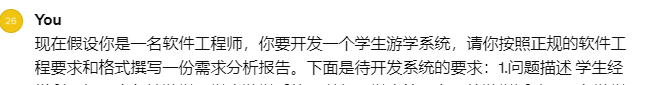 26
You
现在假设你是一名软件工程师，你要开发一个学生游学系统，请你按照正规的软件工
程要求和格式撰写一份需求分析报告。下面是待开发系统的要求：1.问题描述 学生经